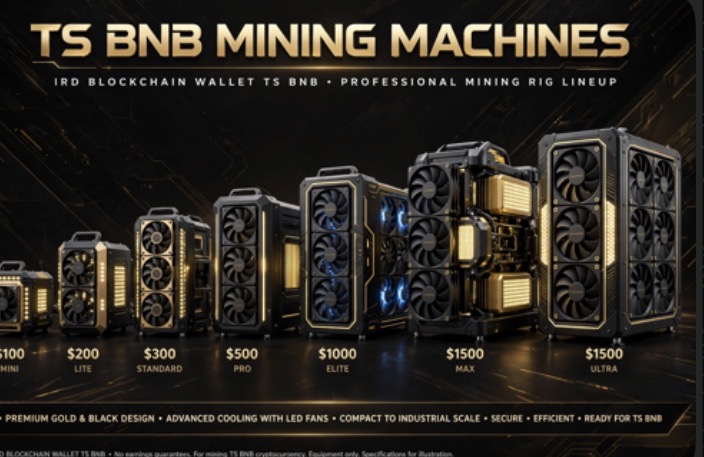 TS BNB MINING MACHINES
IRD BLOCKCHAIN WALLET TS BNB • PROFESSIONAL MINING RIG LINEUP
$100 $200 $300 $500 $1000 $1500 $1500
MINI LITE STANDARD PRO ELITE MAX ULTRA
• PREMIUM GOLD & BLACK DESIGN • ADVANCED COOLING WITH LED FANS • COMPACT TO INDUSTRIAL SCALE • SECURE • EFFICIENT • READY FOR TS BNB
BLOCKCHAIN WALLET TS BNB • No earnings guarantees. For mining TS BNB cryptocurrency. Equipment only. Specifications for illustration.